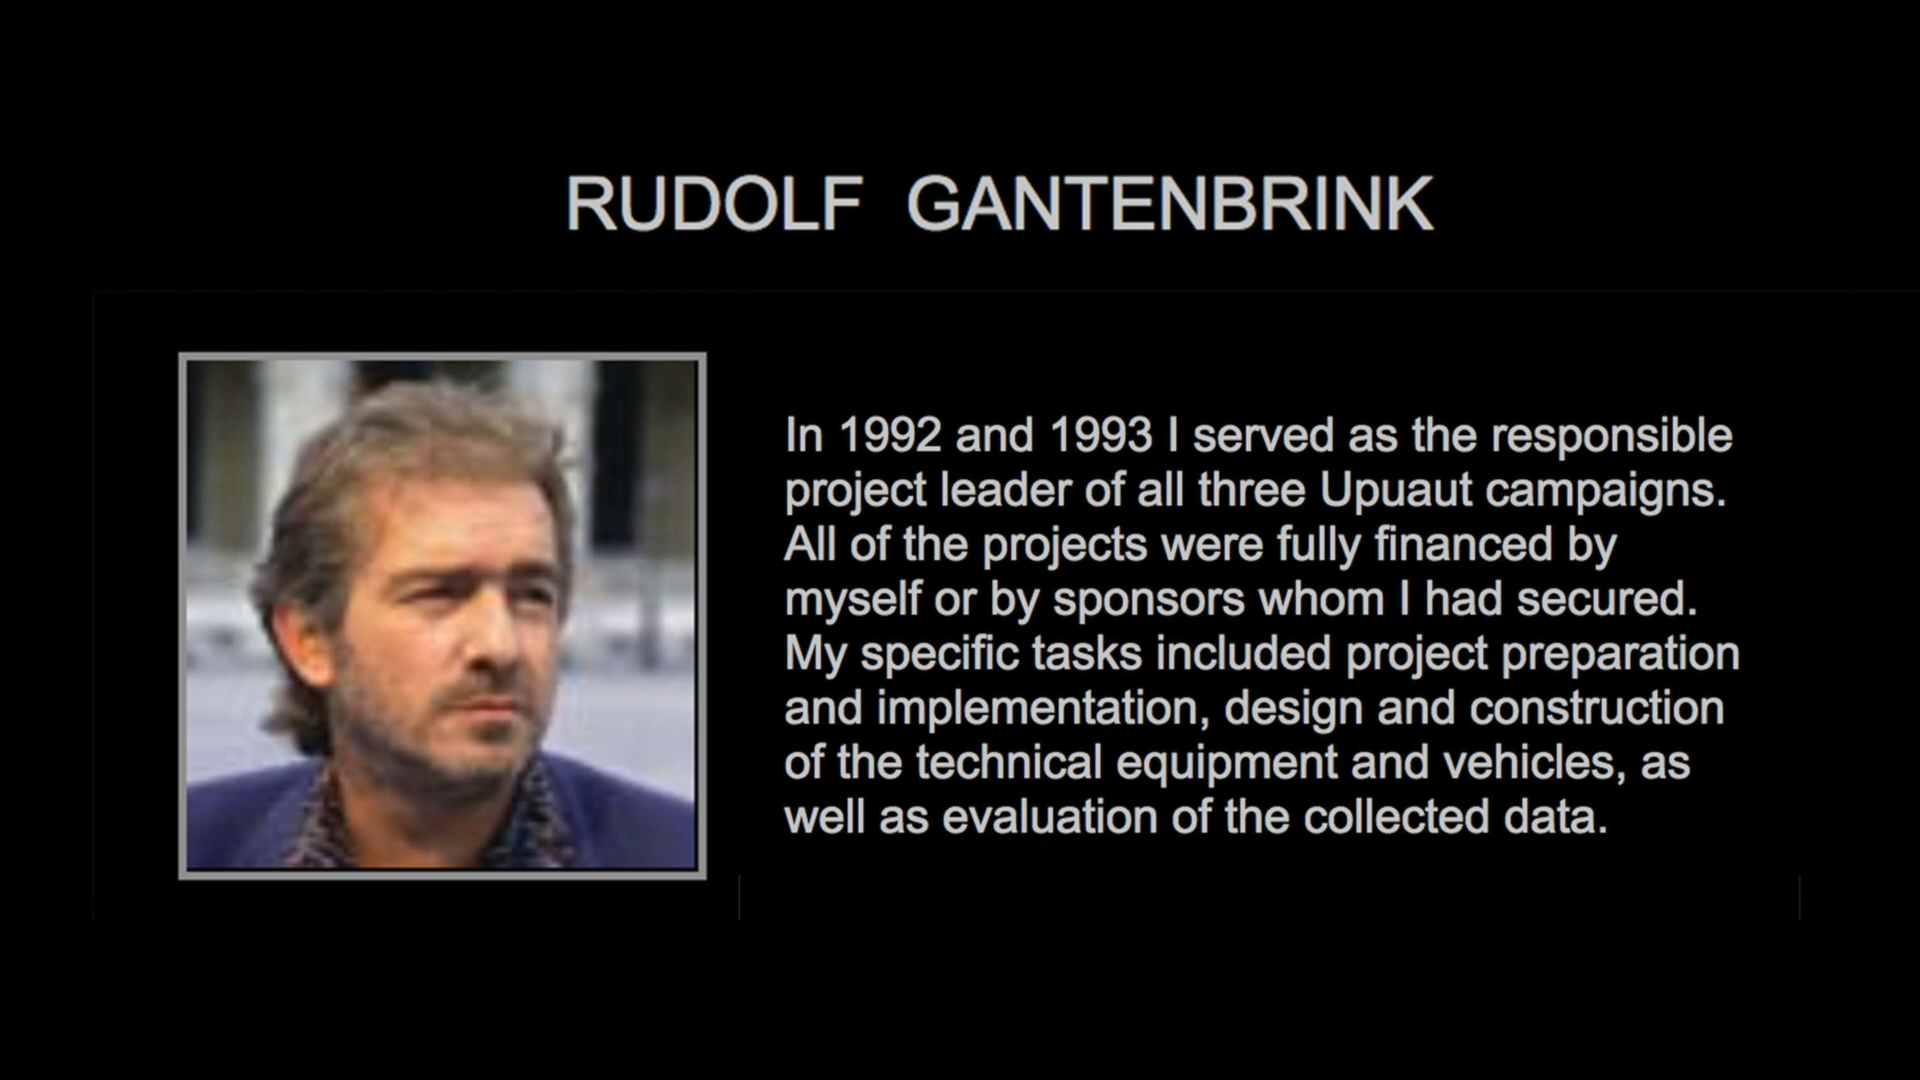 RUDOLF GANTENBRINK
In 1992 and 1993 I served as the responsible
project leader of all three Upuaut campaigns.
All of the projects were fully financed by
myself or by sponsors whom I had secured.
My specific tasks included project preparation
and implementation, design and construction
of the technical equipment and vehicles, as
well as evaluation of the collected data.